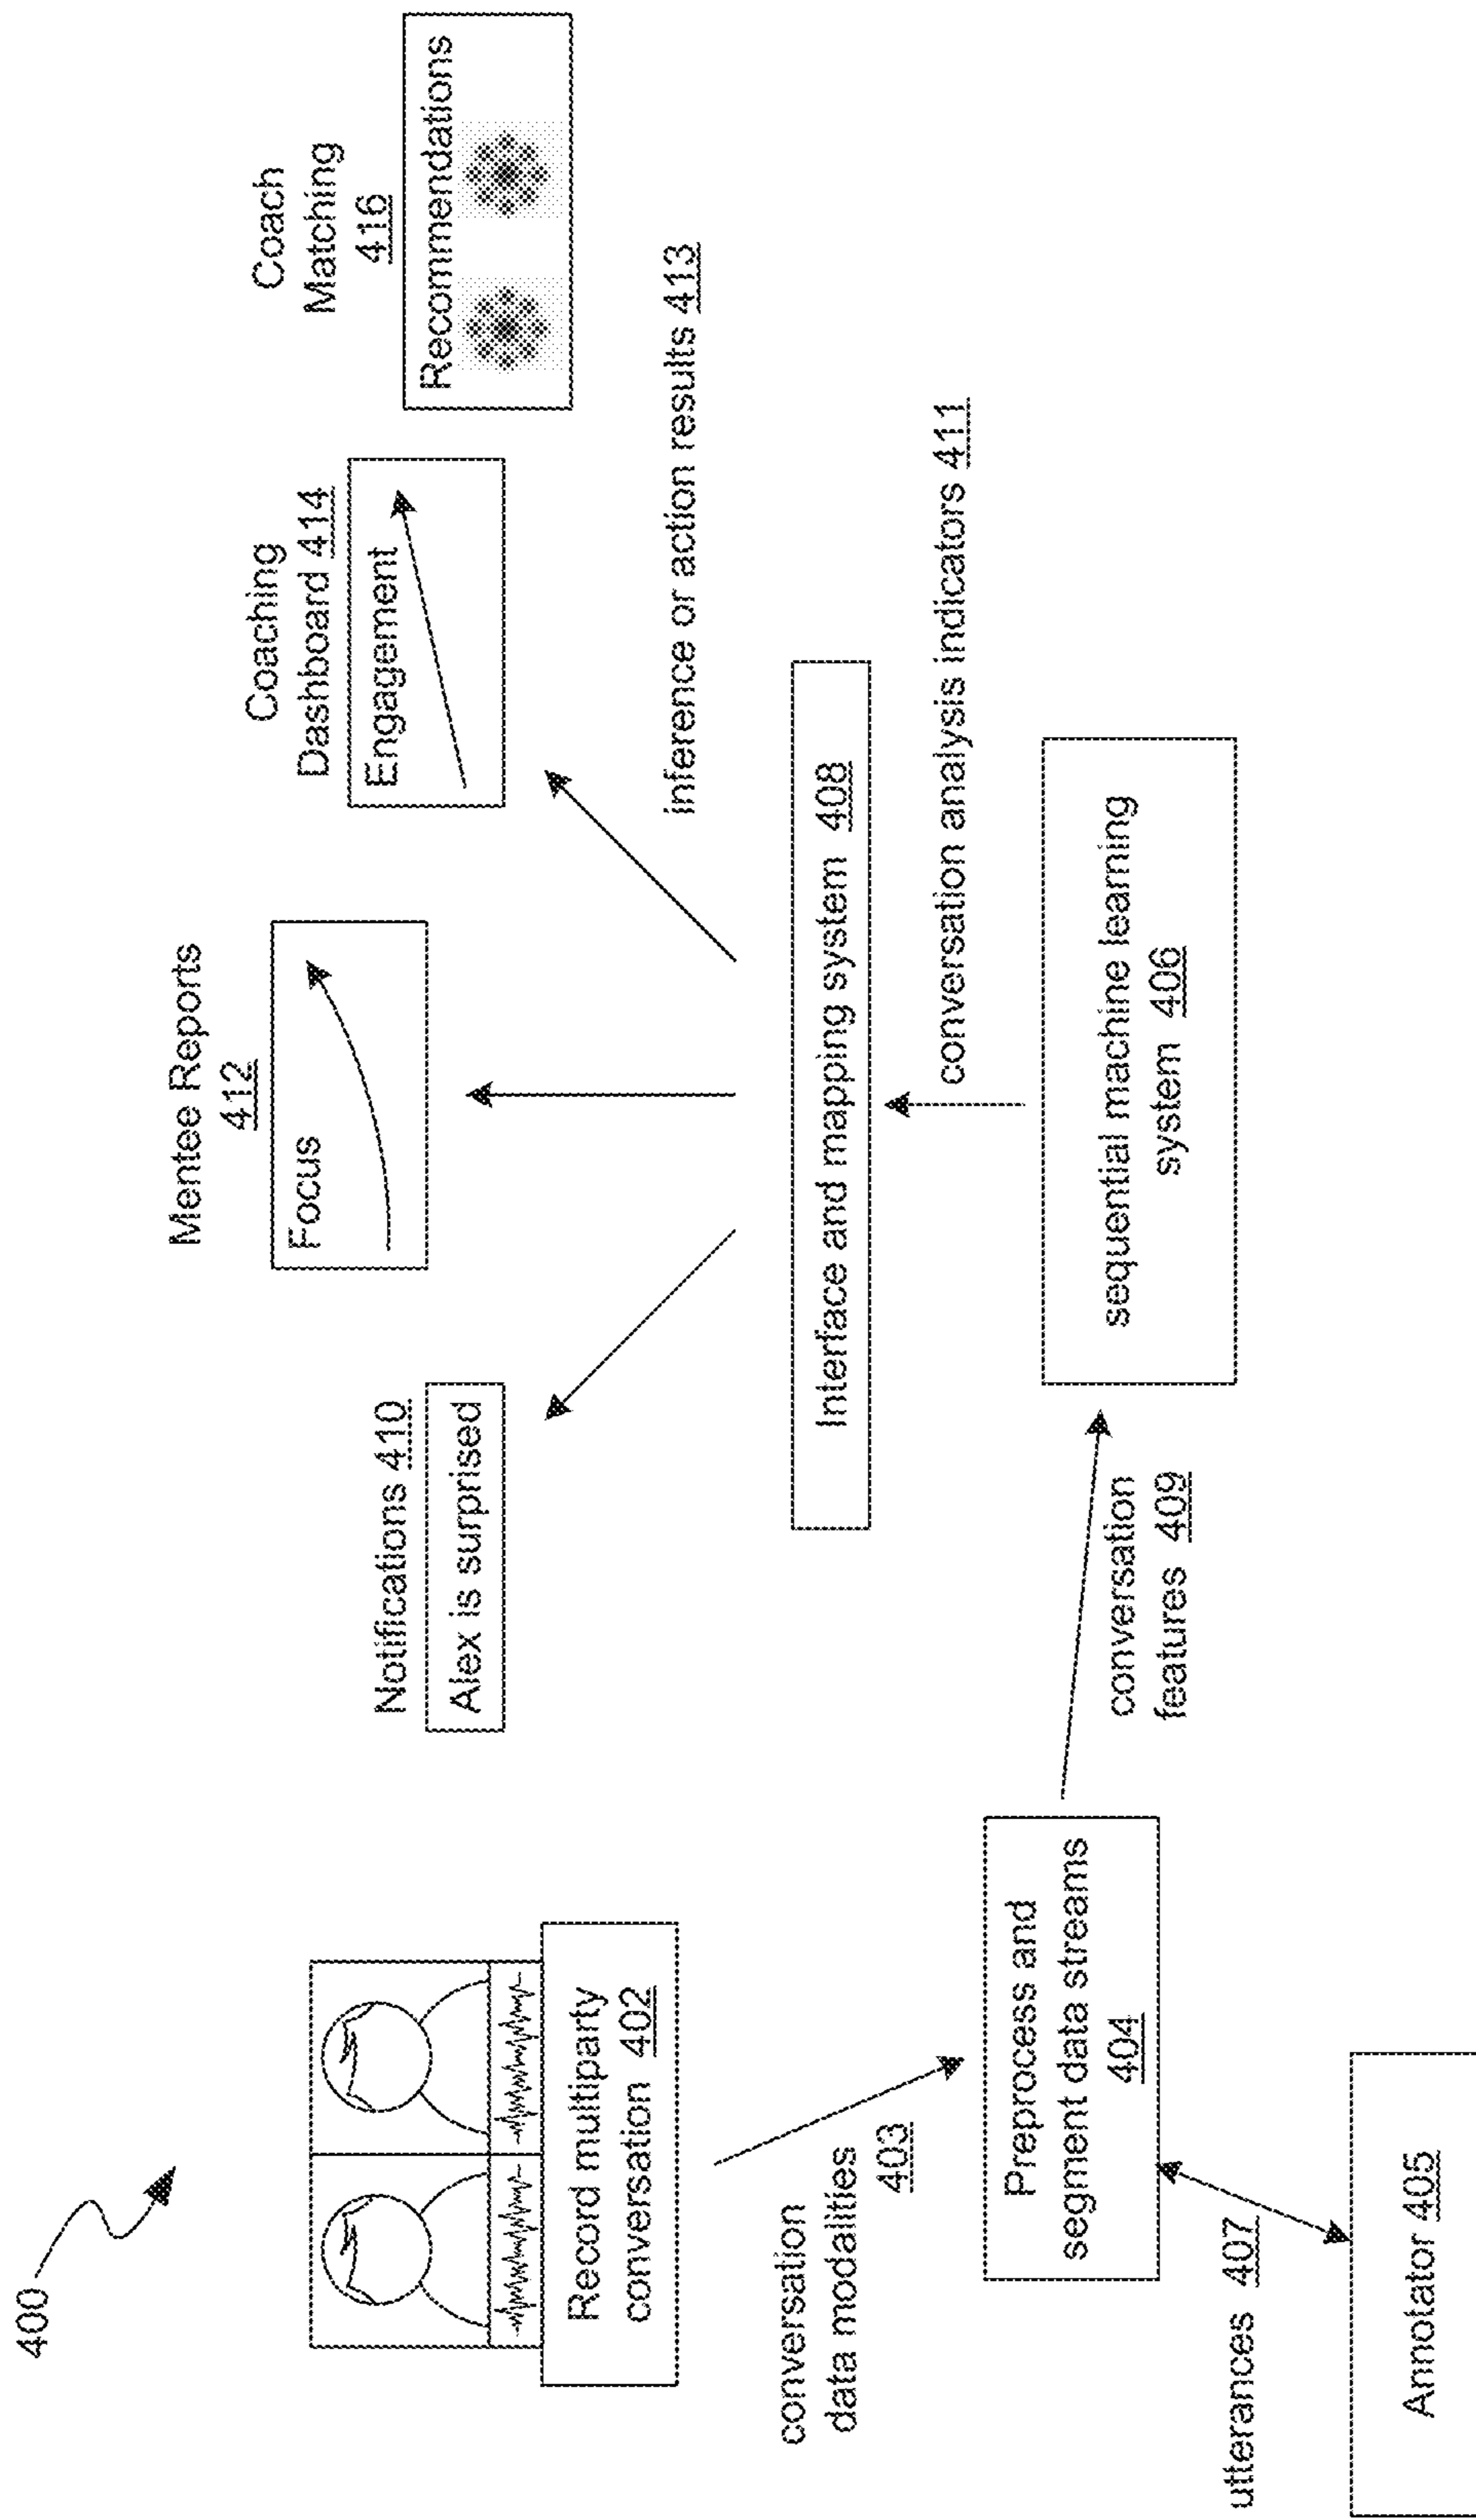 400
Record multiparty
conversation 402
conversation
data modalities
403
Preprocess and
segment data streams
404
utterances 407
Annotator 405
conversation
features 409
sequential machine learning
system 406
conversation analysis indicators 411
Interface and mapping system 408
inference or action results 413
Notifications 410
Alex is surprised
Mentee Reports
412
Focus
Coaching
Dashboard 414
Engagement
Coach
Matching
416
Recommendations